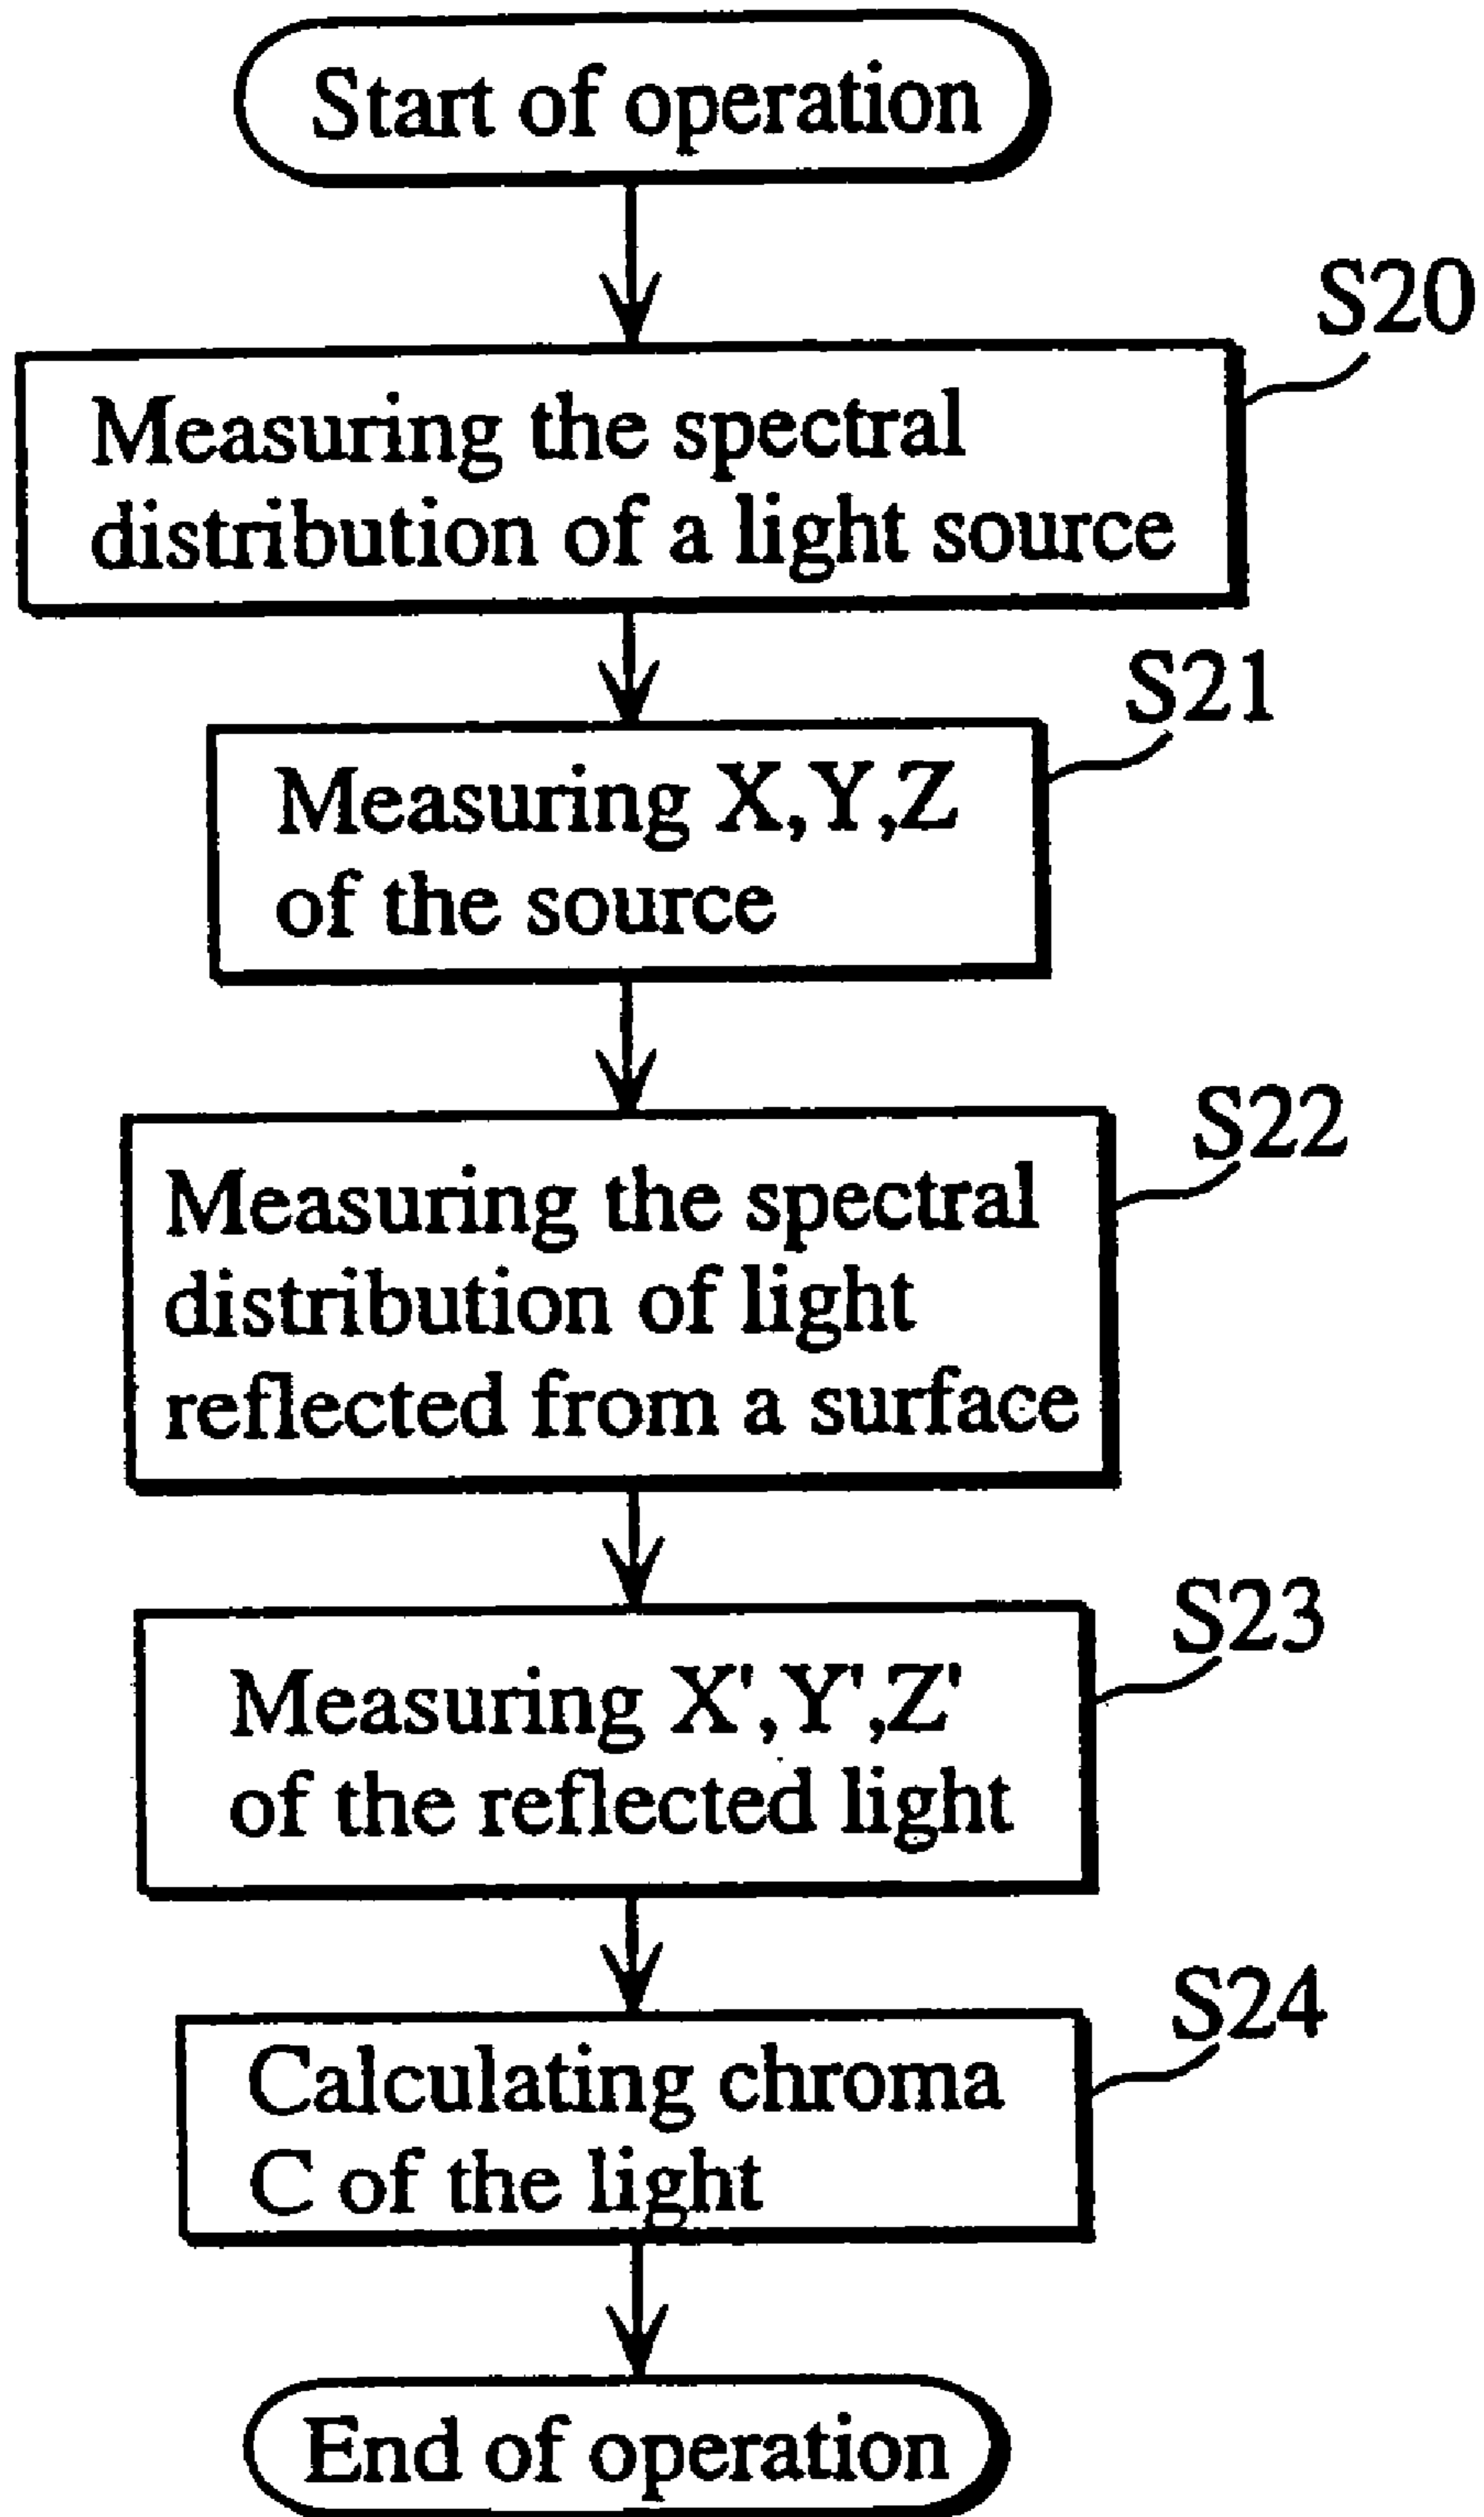 Start of operation
S20
Measuring the spectral
distribution of a light source
S21
Measuring X,Y,Z
of the source
S22
Measuring the spectral
distribution of light
reflected from a surface
S23
Measuring X',Y',Z'
of the reflected light
S24
Calculating chroma
C of the light
End of operation